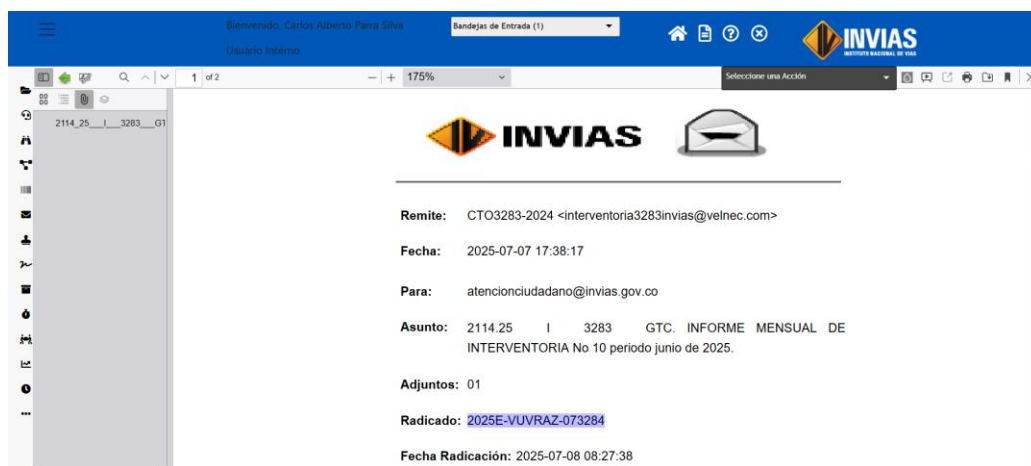 Bienvenido, Carlos Alberto Parra Silva
Usuario Interno
Bandejas de Entrada (1)
INVIAS
INSTITUTO NACIONAL DE VIAS
1 of 2
175%
Seleccione una Acción
2114_25___I___3283___GT
INVIAS
Remite: CTO3283-2024 <interventoria3283invias@velnec.com>
Fecha: 2025-07-07 17:38:17
Para: atencionciudadano@invias.gov.co
Asunto: 2114.25 I 3283 GTC. INFORME MENSUAL DE
INTERVENTORIA No 10 periodo junio de 2025.
Adjuntos: 01
Radicado: 2025E-VUVRAZ-073284
Fecha Radicación: 2025-07-08 08:27:38